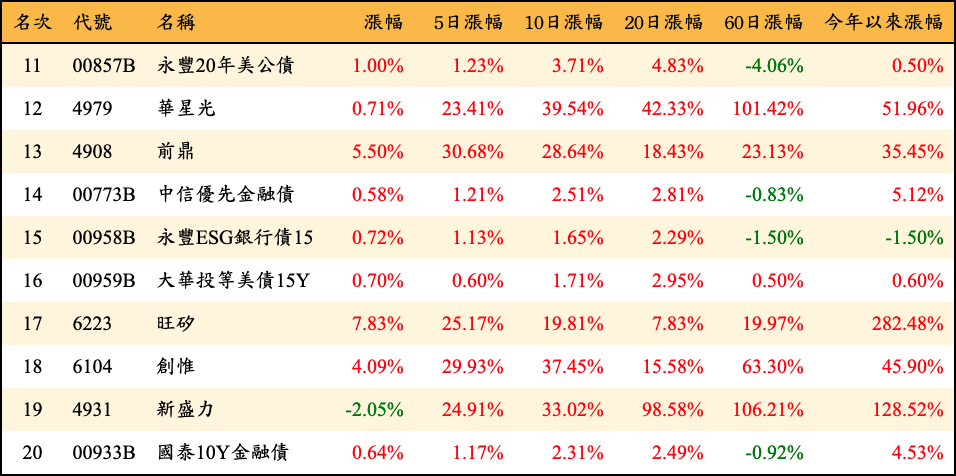 名次 代號 名稱 漲幅 5日漲幅 10日漲幅 20日漲幅 60日漲幅 今年以來漲幅
11 00857B 永豐20年美公債 1.00% 1.23% 3.71% 4.83% -4.06% 0.50%
12 4979 華星光 0.71% 23.41% 39.54% 42.33% 101.42% 51.96%
13 4908 前鼎 5.50% 30.68% 28.64% 18.43% 23.13% 35.45%
14 00773B 中信優先金融債 0.58% 1.21% 2.51% 2.81% -0.83% 5.12%
15 00958B 永豐ESG銀行債15 0.72% 1.13% 1.65% 2.29% -1.50% -1.50%
16 00959B 大華投等美債15Y 0.70% 0.60% 1.71% 2.95% 0.50% 0.60%
17 6223 旺矽 7.83% 25.17% 19.81% 7.83% 19.97% 282.48%
18 6104 創惟 4.09% 29.93% 37.45% 15.58% 63.30% 45.90%
19 4931 新盛力 -2.05% 24.91% 33.02% 98.58% 106.21% 128.52%
20 00933B 國泰10Y金融債 0.64% 1.17% 2.31% 2.49% -0.92% 4.53%